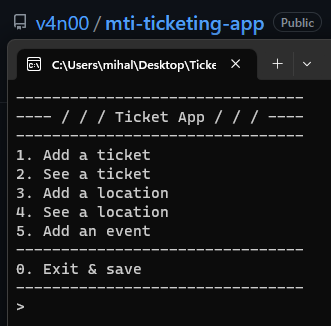 v4n00 / mti-ticketing-app Public
C:\Users\mihal\Desktop\Ticke
-------------------------------
---- / / / Ticket App / / / ----
-------------------------------
1. Add a ticket
2. See a ticket
3. Add a location
4. See a location
5. Add an event
-------------------------------
0. Exit & save
-------------------------------
>